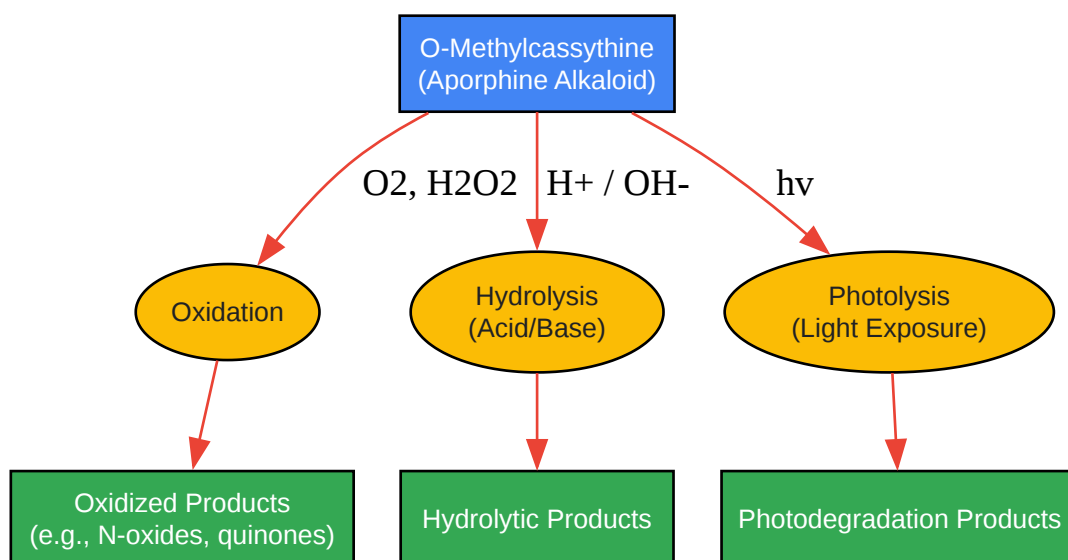 O-Methylcassythine
(Aporphine Alkaloid)
O2, H2O2
H+ / OH-
hv
Oxidation
Hydrolysis
(Acid/Base)
Photolysis
(Light Exposure)
Oxidized Products
(e.g., N-oxides, quinones)
Hydrolytic Products
Photodegradation Products